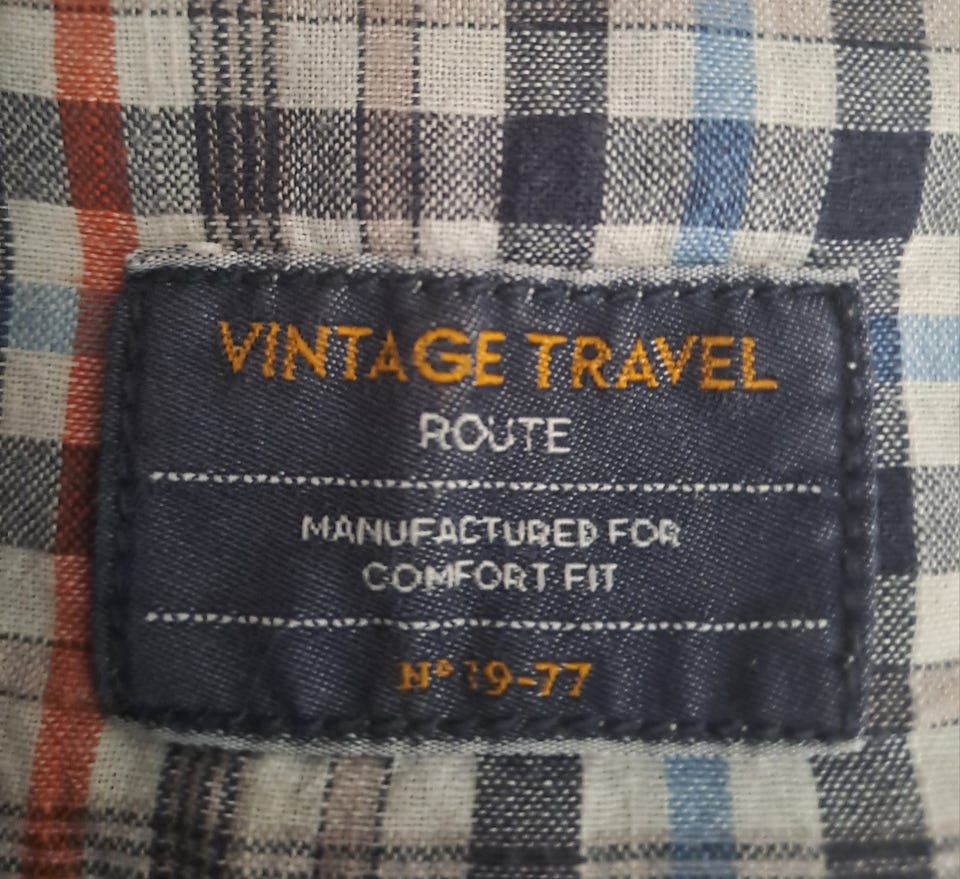 VINTAGE TRAVEL
ROUTE
MANUFACTURED FOR
COMFORT FIT
Nº 19-77